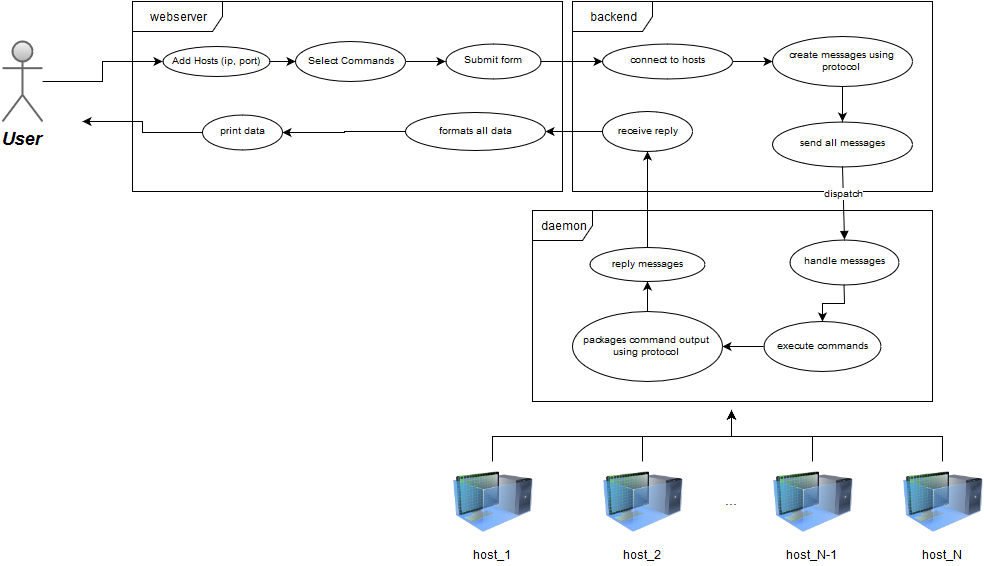 webserver
backend
Add Hosts (ip, port)
Select Commands
Submit form
connect to hosts
create messages using
protocol
User
print data
formats all data
receive reply
send all messages
dispatch
daemon
reply messages
handle messages
packages command output
using protocol
execute commands
...
host_1
host_2
host_N-1
host_N